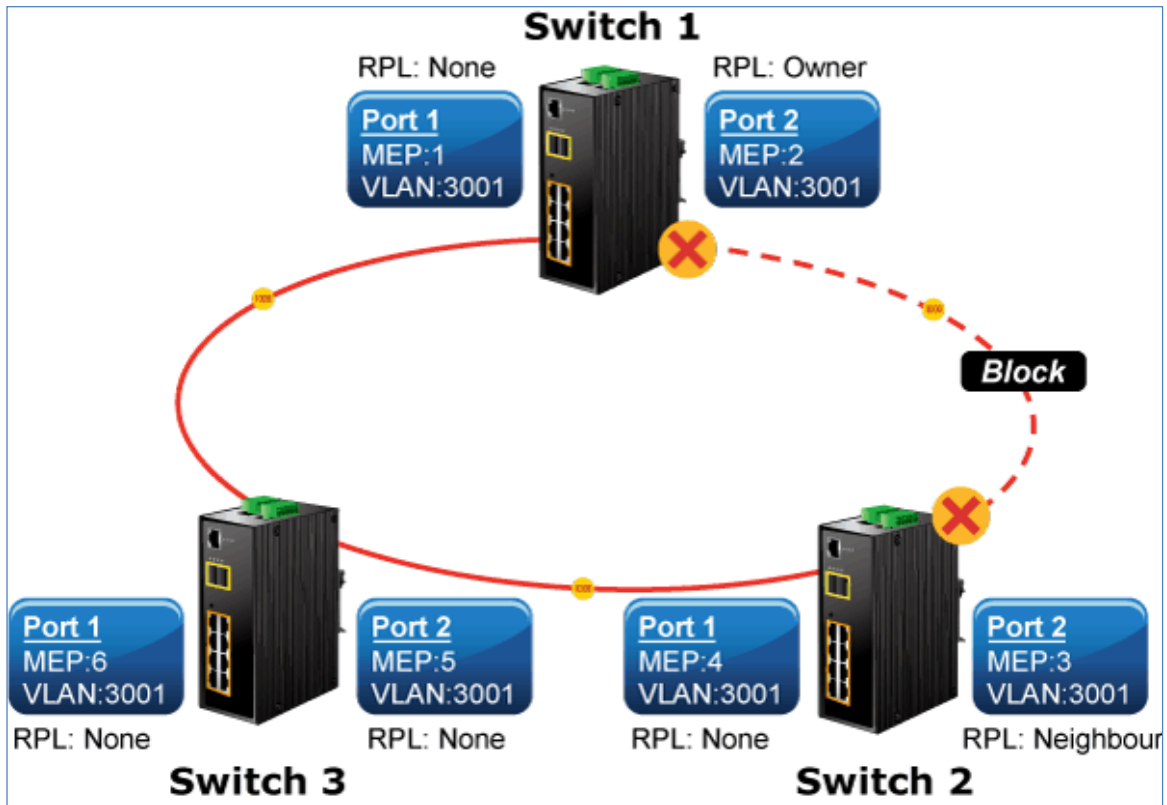 Switch 1
RPL: None
RPL: Owner
Port 1
MEP:1
VLAN:3001
Port 2
MEP:2
VLAN:3001
Block
Port 1
MEP:6
VLAN:3001
RPL: None
Port 2
MEP:5
VLAN:3001
RPL: None
Switch 3
Port 1
MEP:4
VLAN:3001
RPL: None
Port 2
MEP:3
VLAN:3001
RPL: Neighbour
Switch 2